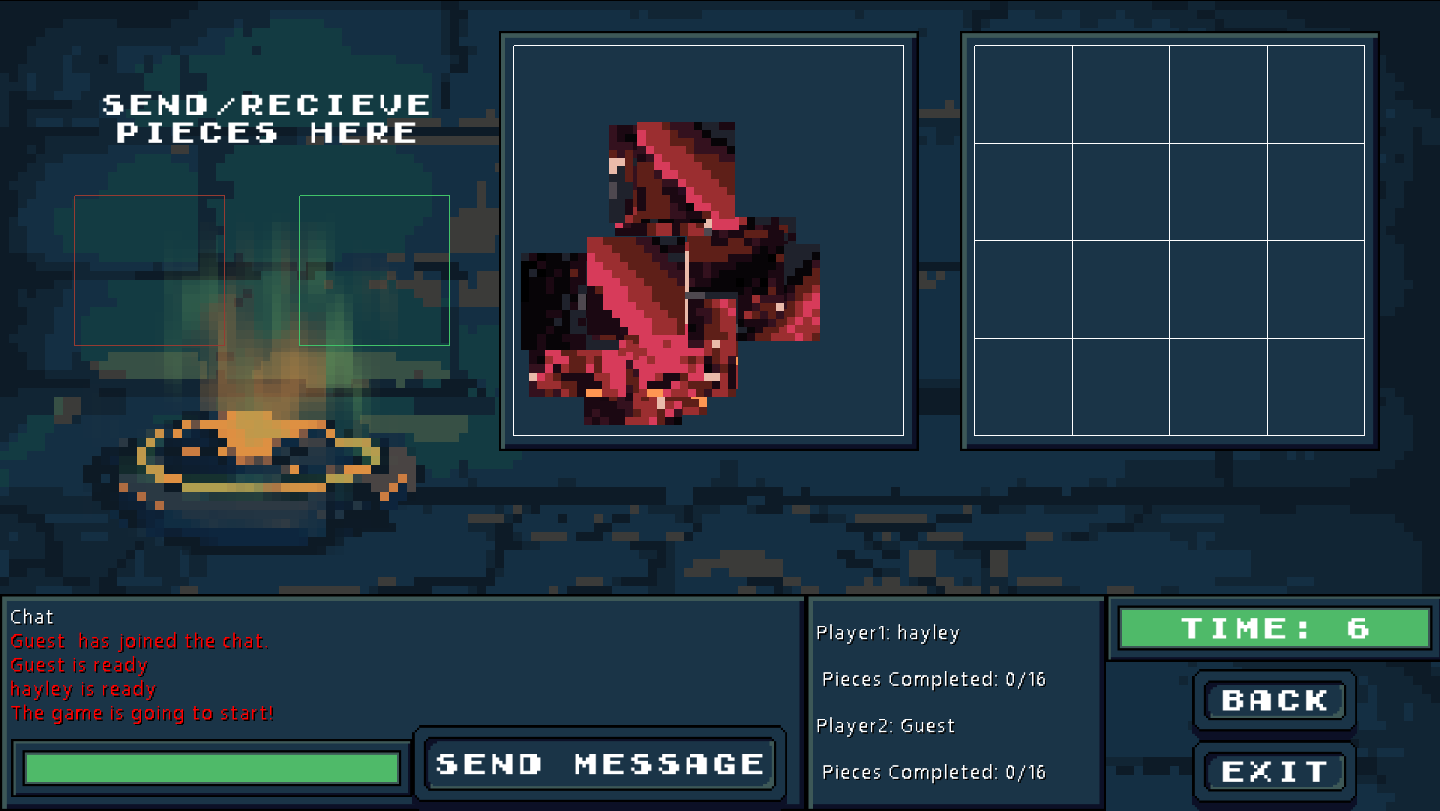 SEND/RECIEVE
PIECES HERE
Chat
Guest  has joined the chat.
Guest is ready
hayley is ready
The game is going to start!
SEND MESSAGE
Player1: hayley
Pieces Completed: 0/16
Player2: Guest
Pieces Completed: 0/16
TIME: 6
BACK
EXIT